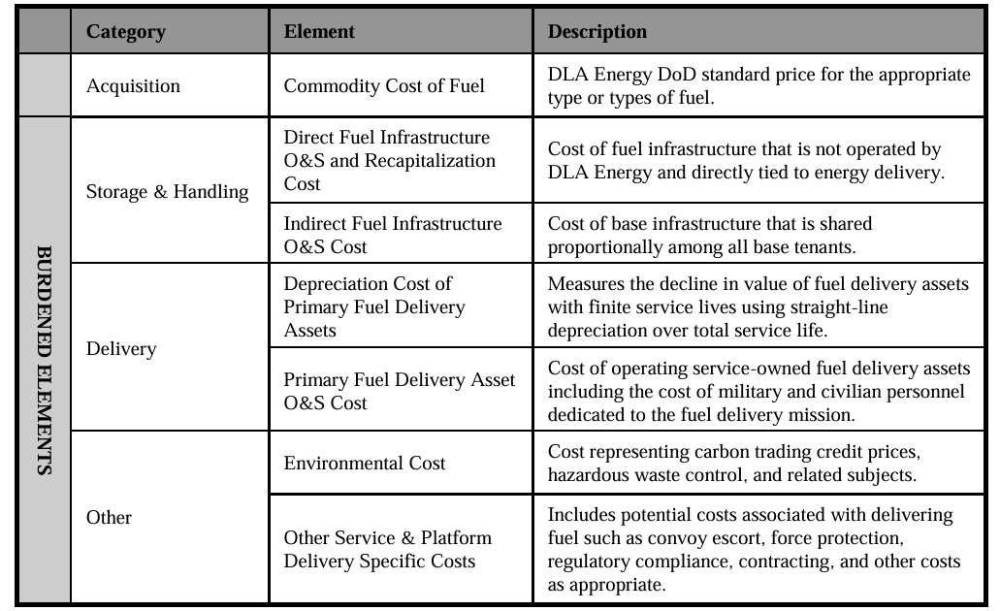 Category
Element
Description
Acquisition
Commodity Cost of Fuel
DLA Energy DoD standard price for the appropriate
type or types of fuel.
BURDENED ELEMENTS
Storage & Handling
Direct Fuel Infrastructure
O&S and Recapitalization
Cost
Cost of fuel infrastructure that is not operated by
DLA Energy and directly tied to energy delivery.
Indirect Fuel Infrastructure
O&S Cost
Cost of base infrastructure that is shared
proportionally among all base tenants.
Delivery
Depreciation Cost of
Primary Fuel Delivery
Assets
Measures the decline in value of fuel delivery assets
with finite service lives using straight-line
depreciation over total service life.
Primary Fuel Delivery Asset
O&S Cost
Cost of operating service-owned fuel delivery assets
including the cost of military and civilian personnel
dedicated to the fuel delivery mission.
Other
Environmental Cost
Cost representing carbon trading credit prices,
hazardous waste control, and related subjects.
Other Service & Platform
Delivery Specific Costs
Includes potential costs associated with delivering
fuel such as convoy escort, force protection,
regulatory compliance, contracting, and other costs
as appropriate.